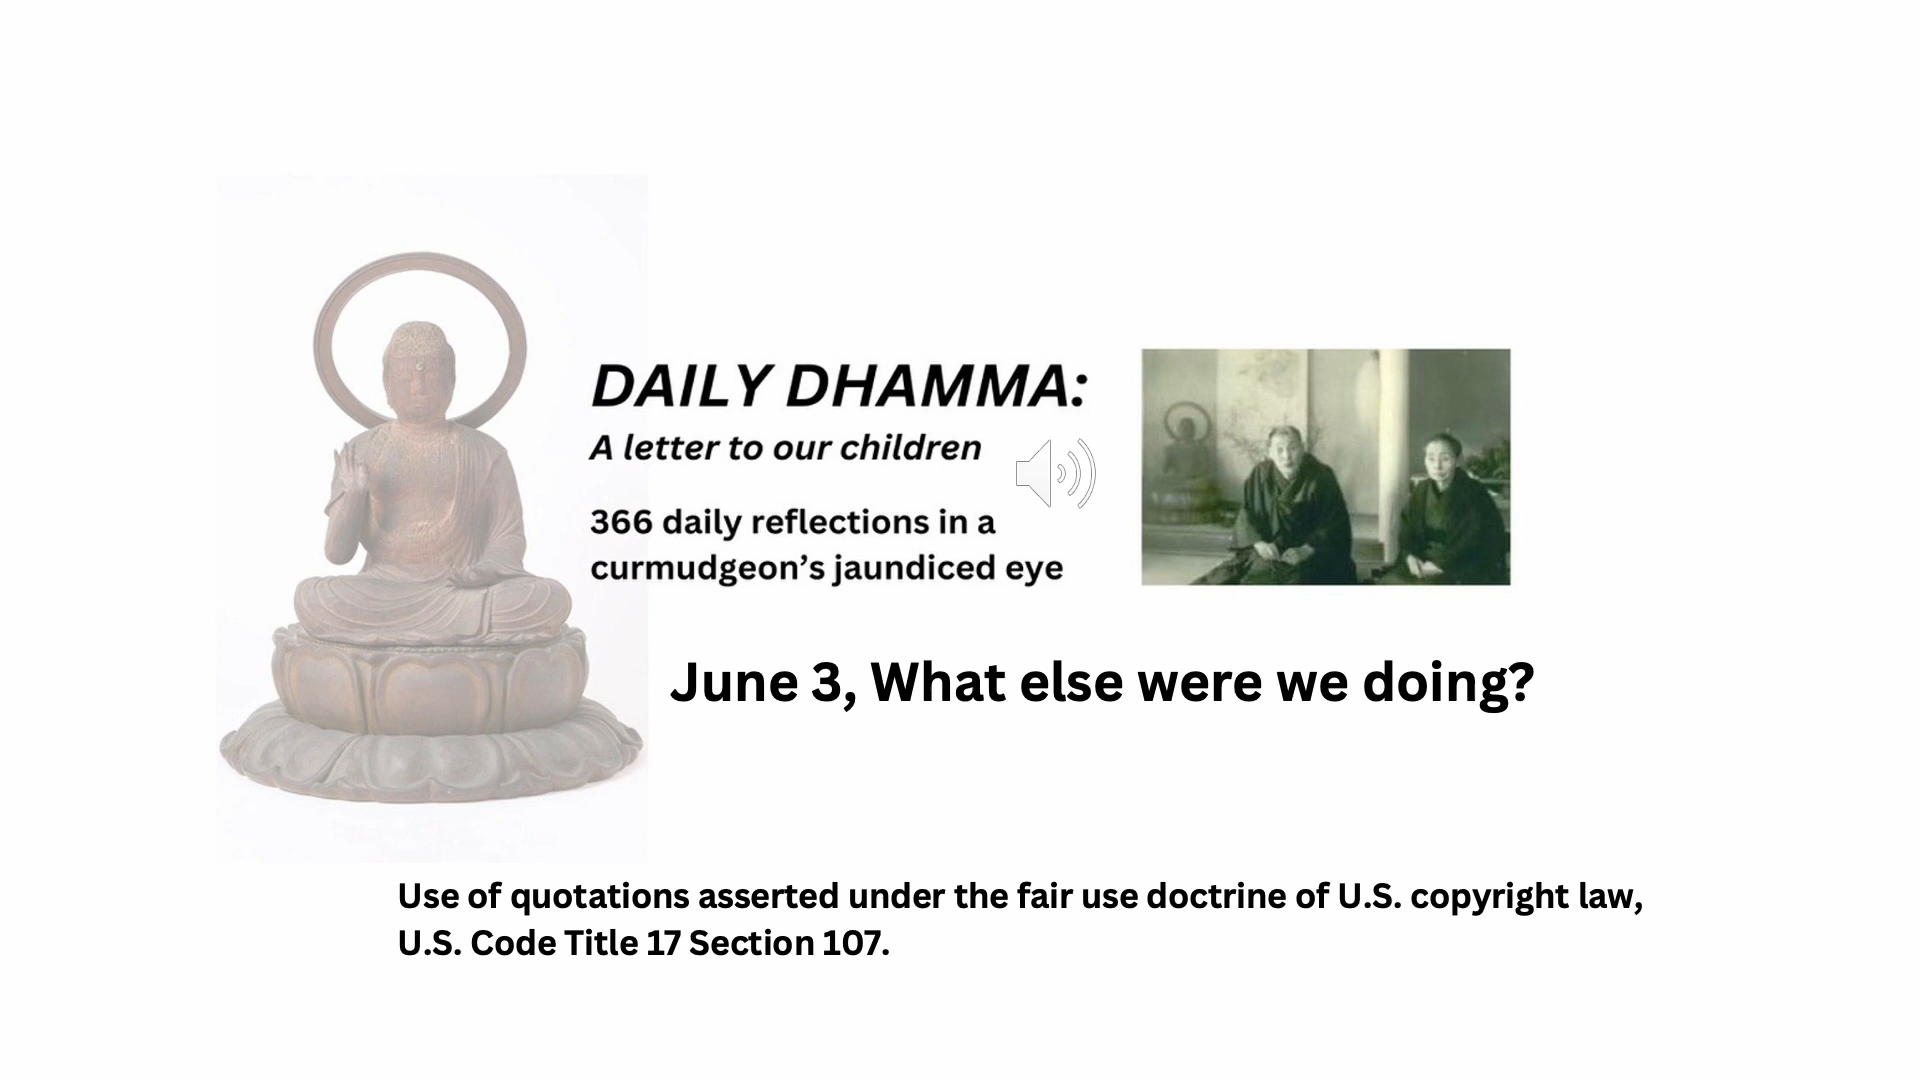 DAILY DHAMMA:
A letter to our children
366 daily reflections in a
curmudgeon’s jaundiced eye
June 3, What else were we doing?
Use of quotations asserted under the fair use doctrine of U.S. copyright law,
U.S. Code Title 17 Section 107.